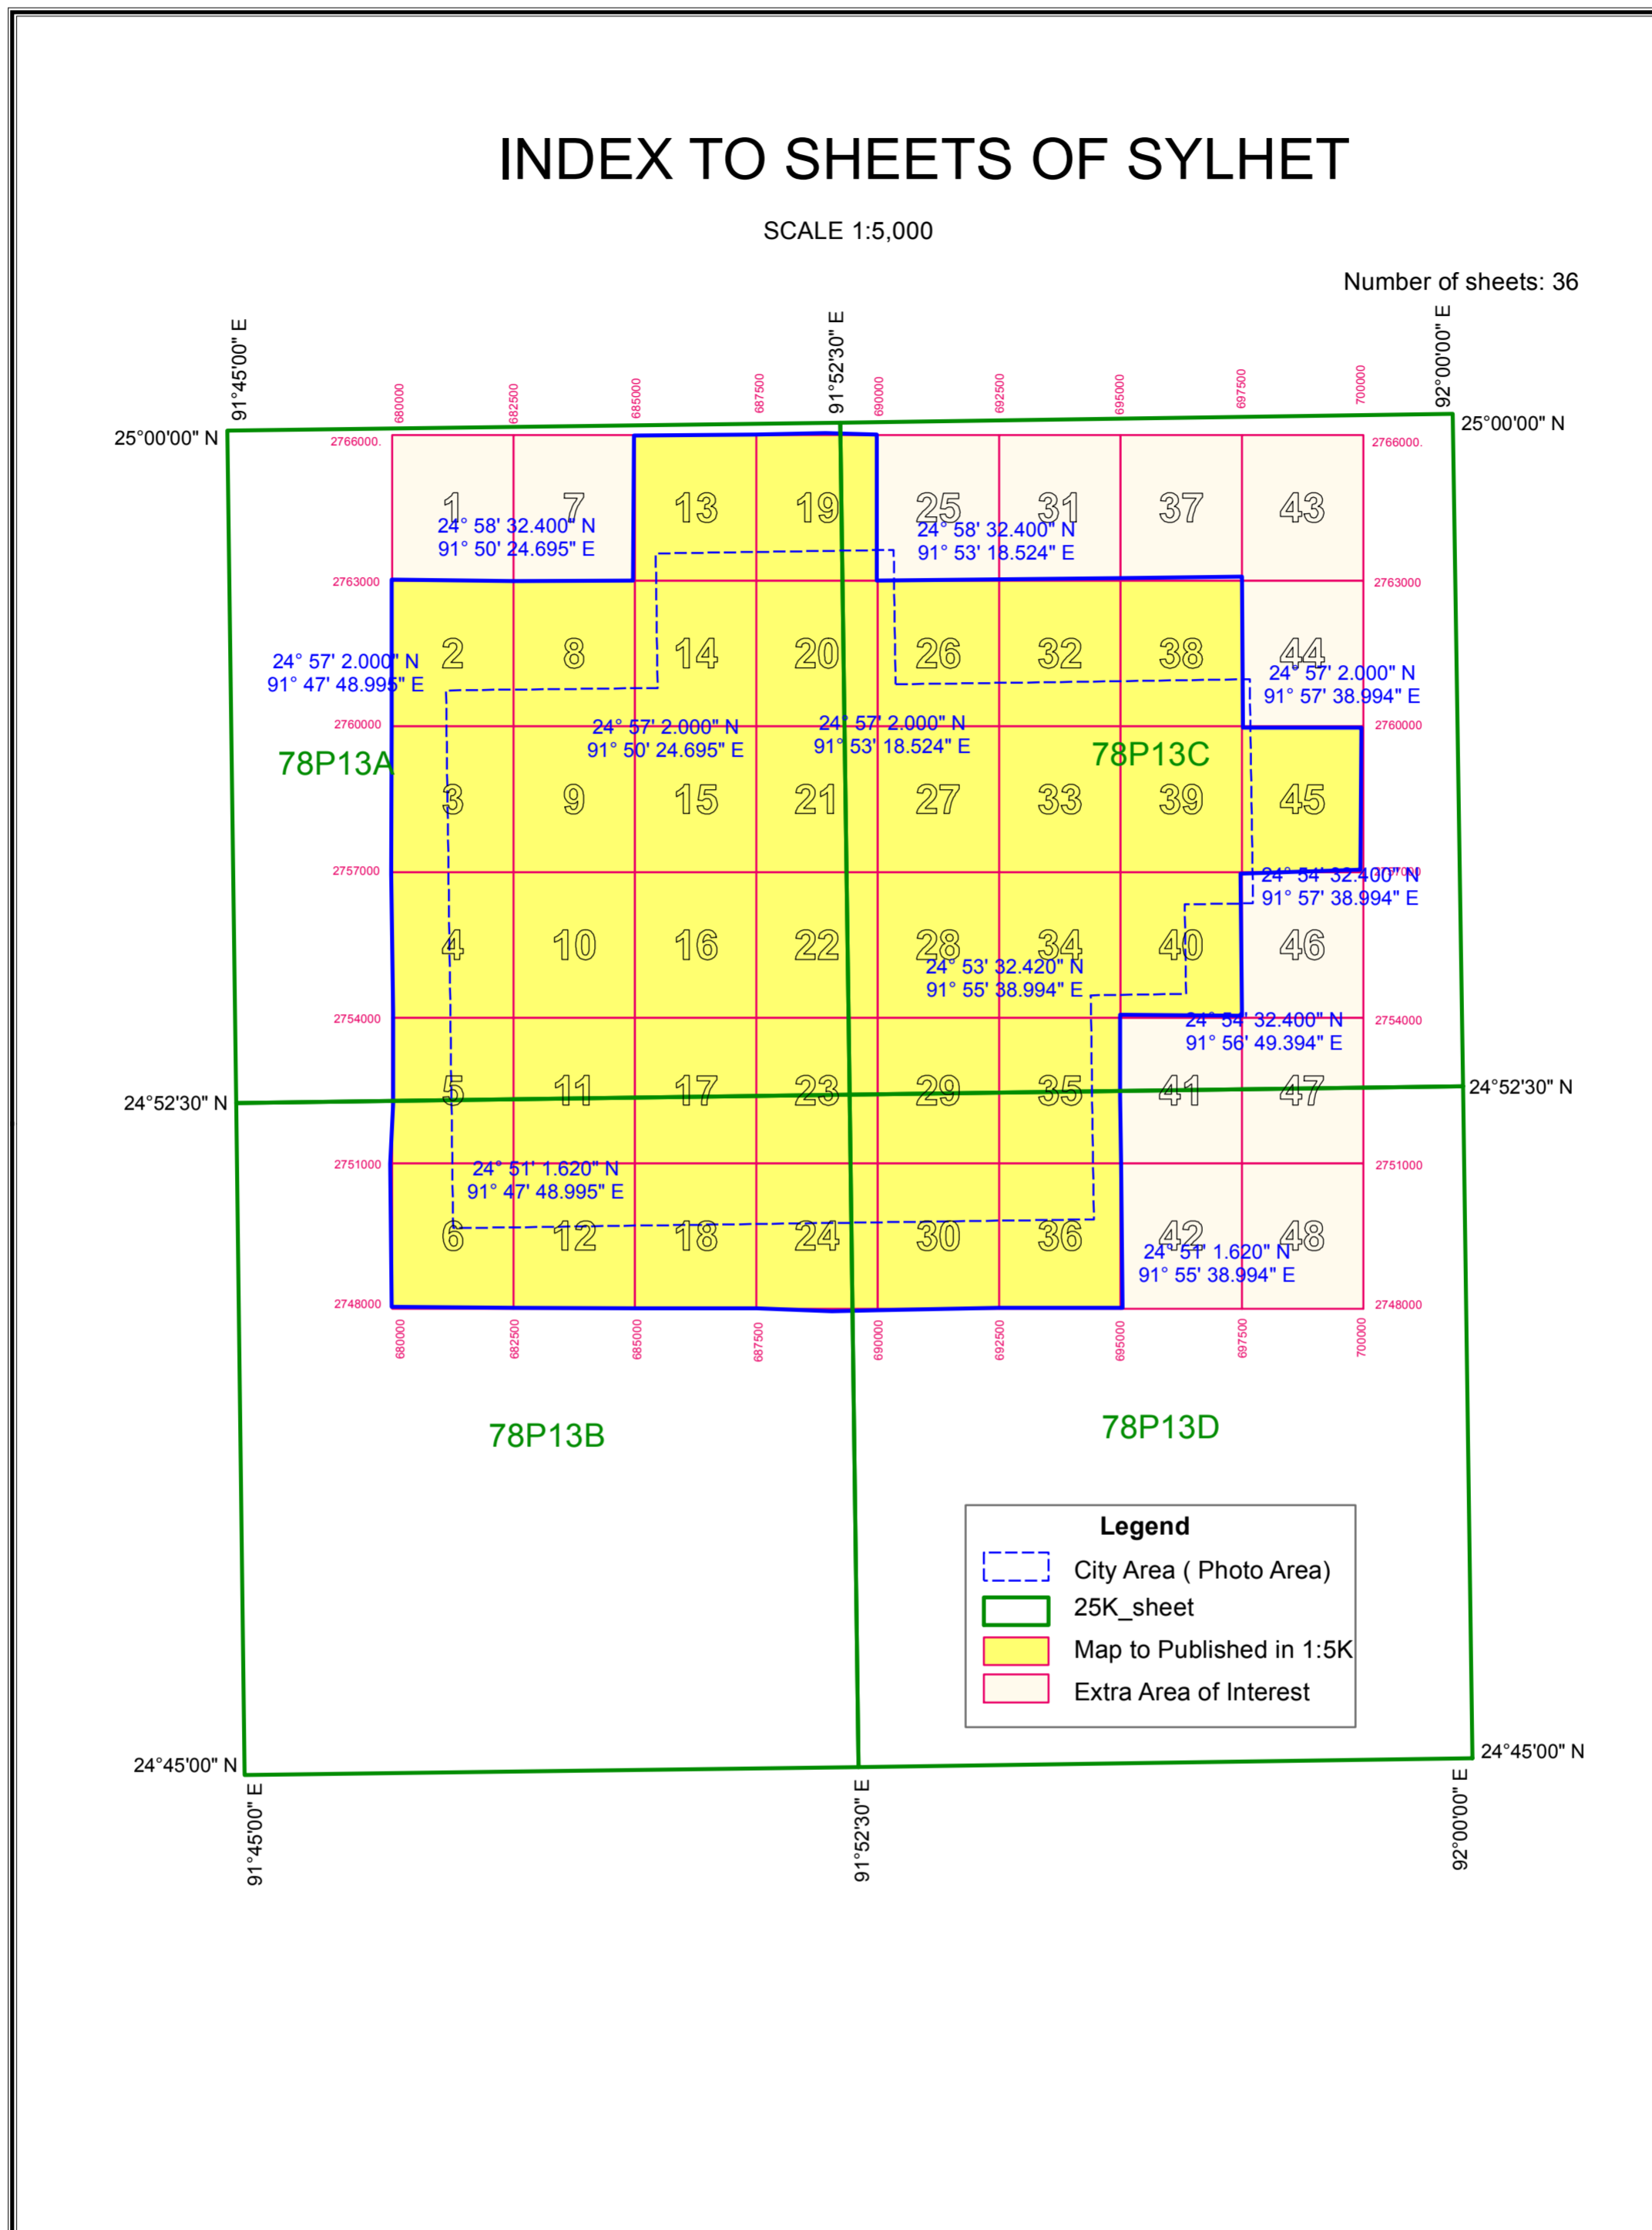 INDEX TO SHEETS OF SYLHET
SCALE 1:5,000
Number of sheets: 36
91°45'00" E
91°52'30" E
92°00'00" E
680000
682500
685000
687500
690000
692500
695000
697500
700000
25°00'00" N
25°00'00" N
2766000.
2766000.
1
7
13
19
25
31
37
43
24° 58' 32.400" N
91° 50' 24.695" E
24° 58' 32.400" N
91° 53' 18.524" E
2763000
2763000
2
8
14
20
26
32
38
44
24° 57' 2.000" N
91° 47' 48.995" E
24° 57' 2.000" N
91° 57' 38.994" E
2760000
2760000
24° 57' 2.000" N
91° 50' 24.695" E
24° 57' 2.000" N
91° 53' 18.524" E
78P13A
78P13C
3
9
15
21
27
33
39
45
2757000
2757000
24° 54' 32.400" N
91° 57' 38.994" E
4
10
16
22
28
34
40
46
24° 53' 32.420" N
91° 55' 38.994" E
2754000
2754000
24° 54' 32.400" N
91° 56' 49.394" E
24°52'30" N
24°52'30" N
5
11
17
23
29
35
41
47
2751000
2751000
24° 51' 1.620" N
91° 47' 48.995" E
6
12
18
24
30
36
42
48
24° 51' 1.620" N
91° 55' 38.994" E
2748000
2748000
680000
682500
685000
687500
690000
692500
695000
697500
700000
78P13B
78P13D
Legend
City Area ( Photo Area)
25K_sheet
Map to Published in 1:5K
Extra Area of Interest
24°45'00" N
24°45'00" N
91°45'00" E
91°52'30" E
92°00'00" E